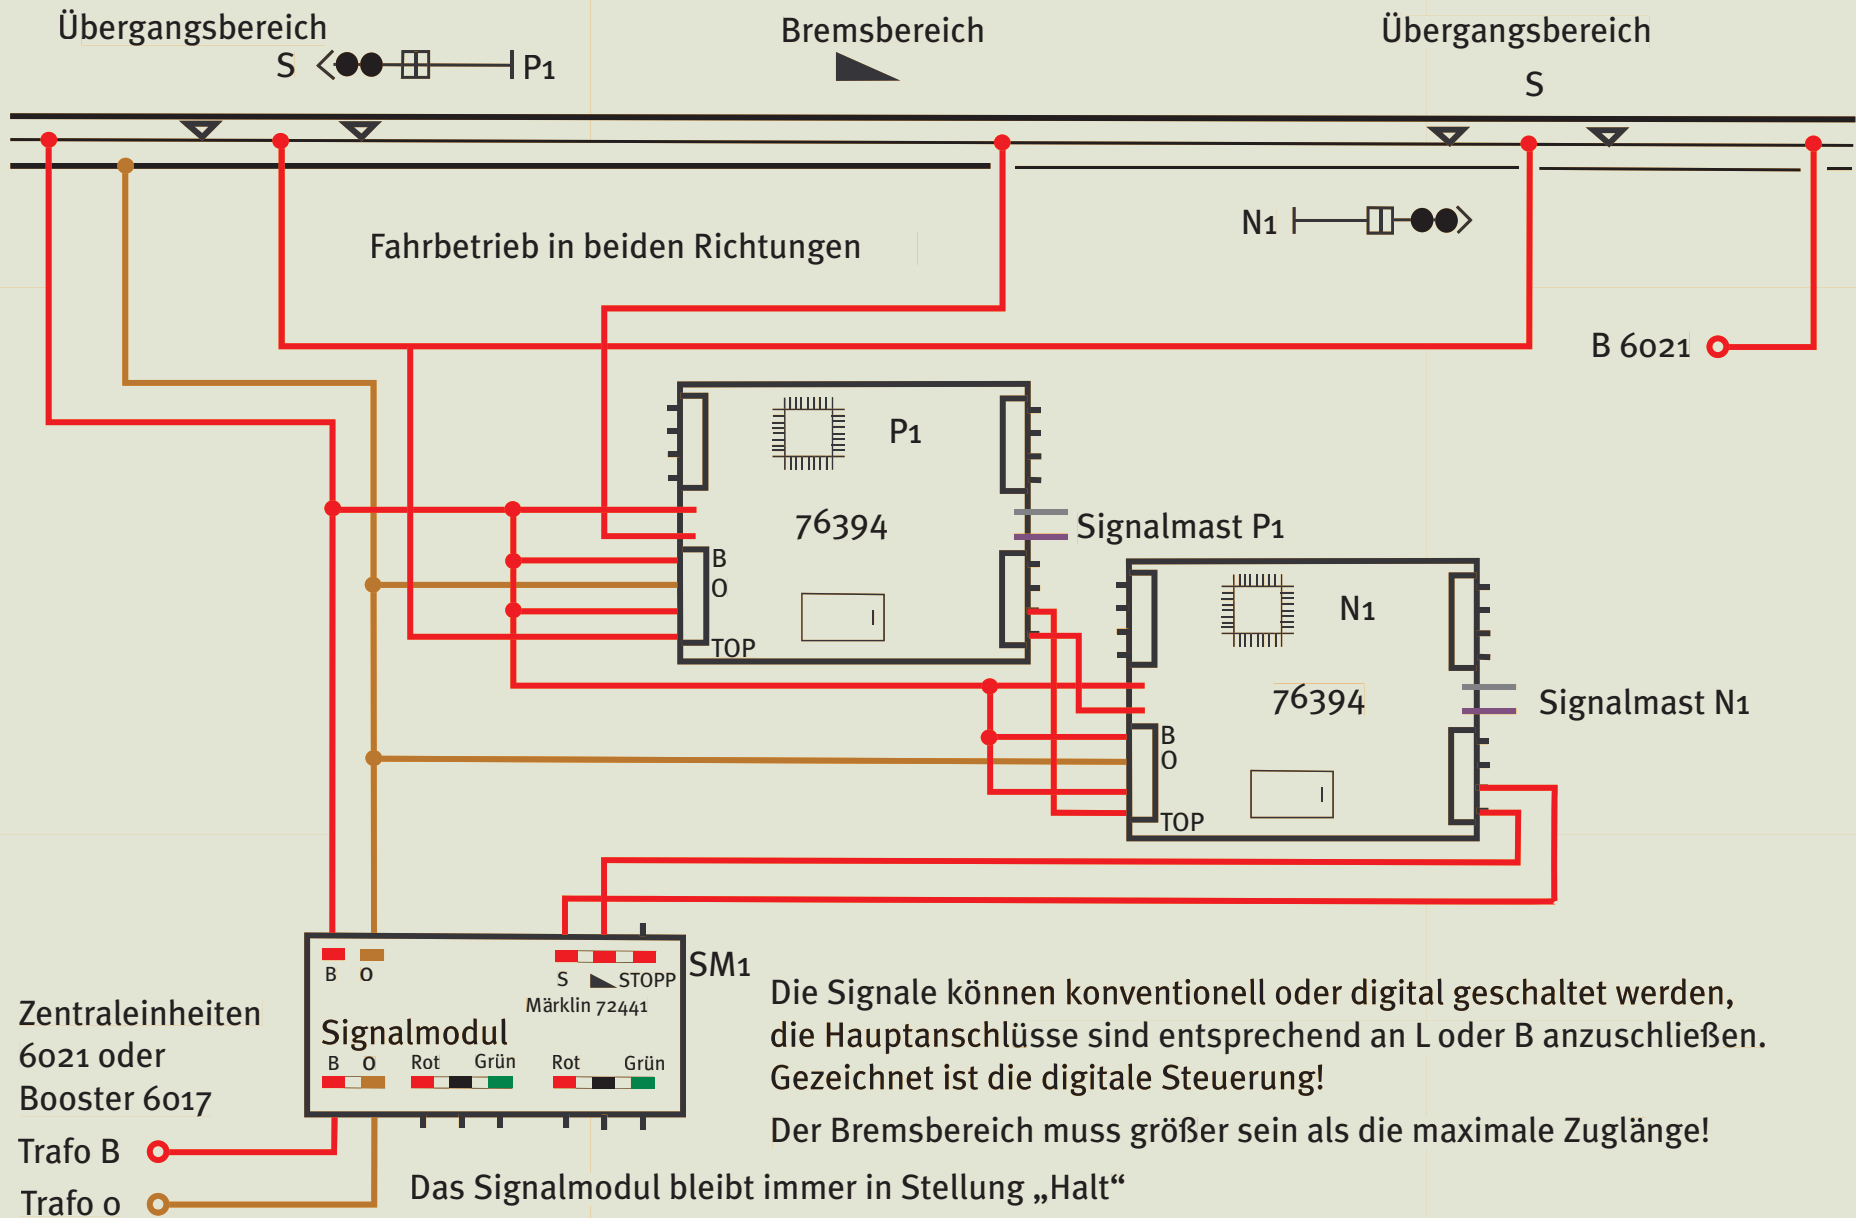 Übergangsbereich
Bremsbereich
Übergangsbereich
S
P1
S
Fahrbetrieb in beiden Richtungen
N1
B 6021
P1
76394
Signalmast P1
B
O
TOP
N1
76394
Signalmast N1
B
O
TOP
B O
S STOPP
SM1
Märklin 72441
Signalmodul
B O Rot Grün Rot Grün
Zentraleinheiten
6021 oder
Booster 6017
Trafo B
Trafo 0
Die Signale können konventionell oder digital geschaltet werden,
die Hauptanschlüsse sind entsprechend an L oder B anzuschließen.
Gezeichnet ist die digitale Steuerung!
Der Bremsbereich muss größer sein als die maximale Zuglänge!
Das Signalmodul bleibt immer in Stellung „Halt“